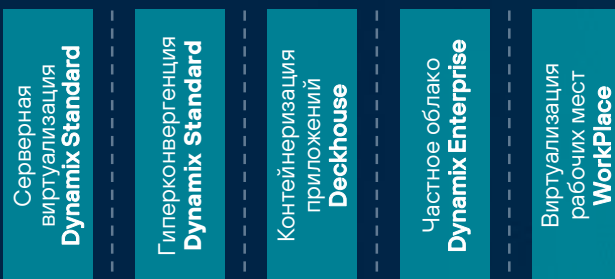 Серверная
виртуализация
Dynamix Standard
Гиперконвергенция
Dynamix Standard
Контейнеризация
приложений
Deckhouse
Частное облако
Dynamix Enterprise
Виртуализация
рабочих мест
WorkPlace